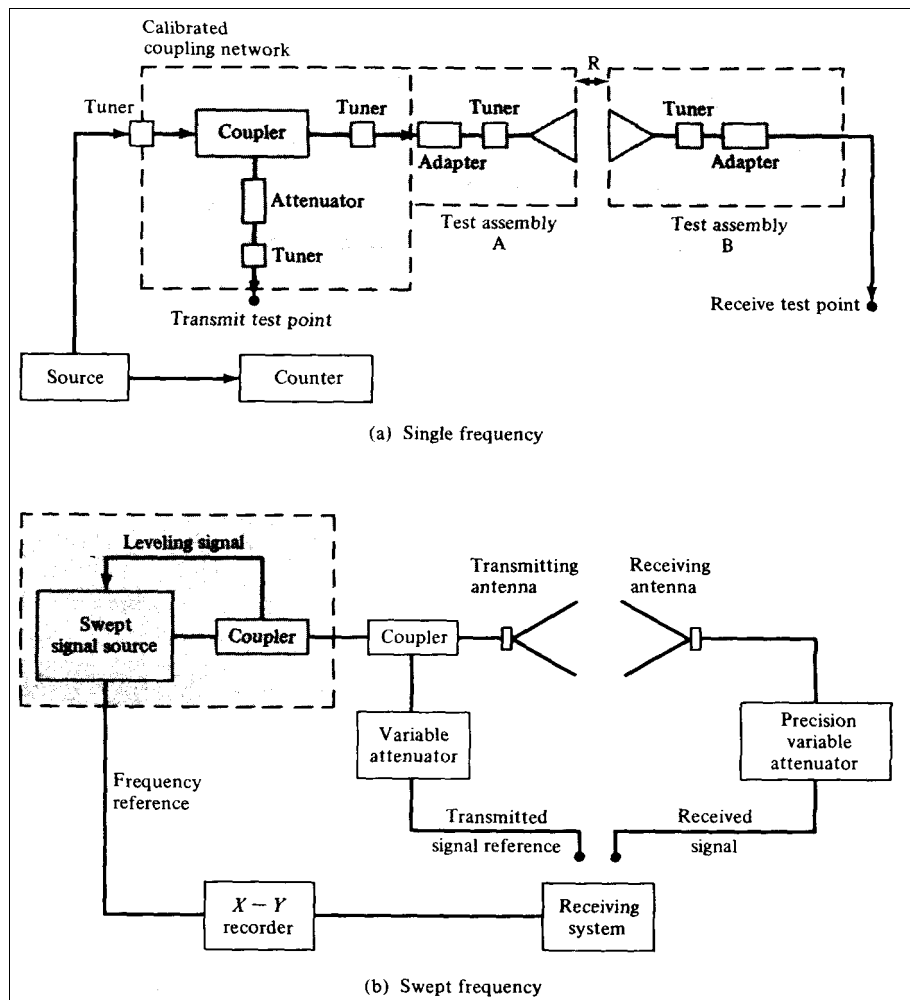 Calibrated
coupling network
R
Tuner
Coupler
Tuner
Tuner
Adapter
Tuner
Adapter
Attenuator
Tuner
Test assembly
A
Test assembly
B
Transmit test point
Receive test point
Source
Counter
(a) Single frequency
Leveling signal
Swept
signal source
Coupler
Coupler
Transmitting
antenna
Receiving
antenna
Variable
attenuator
Precision
variable
attenuator
Frequency
reference
Transmitted
signal reference
Received
signal
X – Y
recorder
Receiving
system
(b) Swept frequency